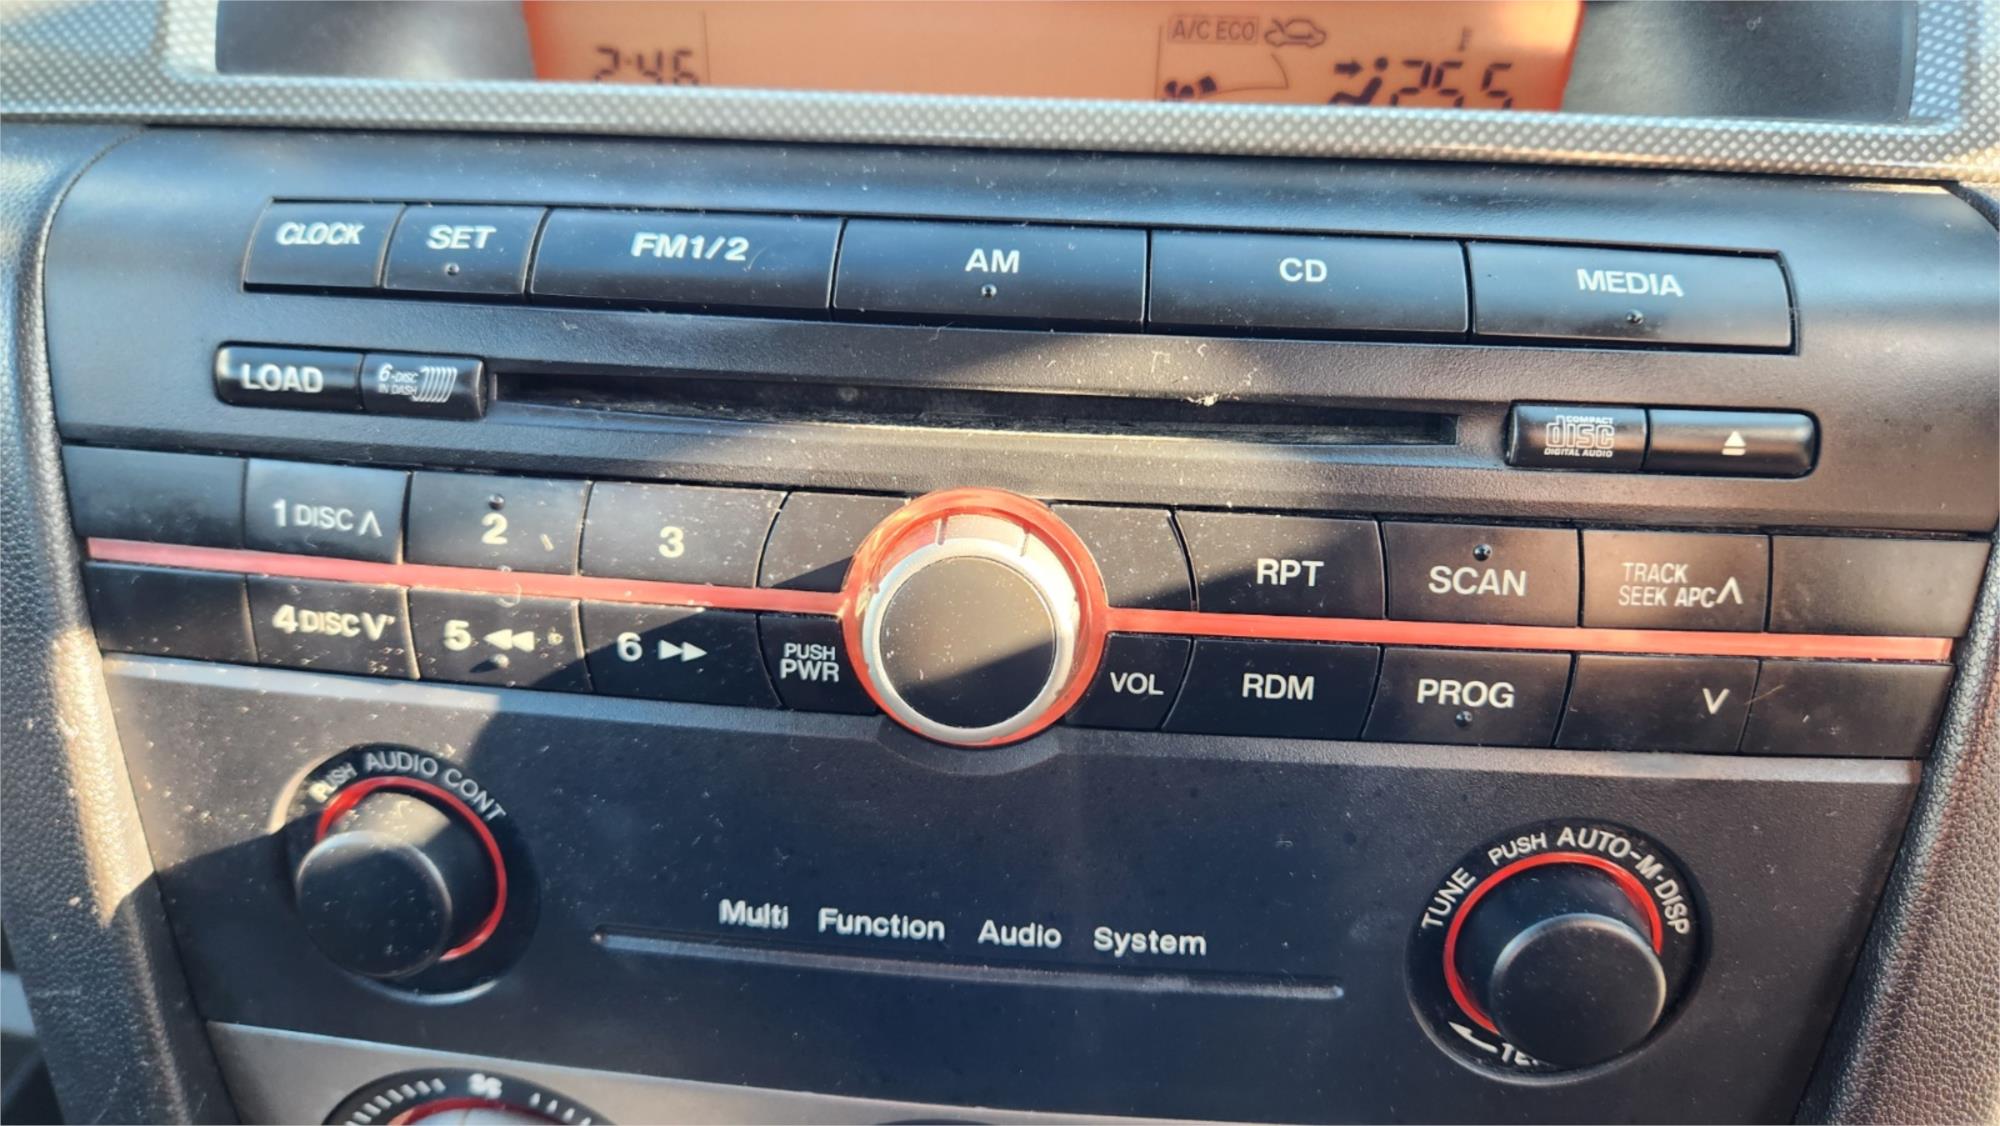 2:46
A/C ECO
25.5
CLOCK
SET
FM1/2
AM
CD
MEDIA
LOAD
6-DISC
IN DASH
COMPACT
disc
DIGITAL AUDIO
1 DISC Λ
2
3
RPT
SCAN
TRACK
SEEK APC Λ
4 DISC V
5
6
PUSH
PWR
VOL
RDM
PROG
V
PUSH AUDIO CONT
TUNE PUSH AUTO-M·DISP
Multi Function Audio System